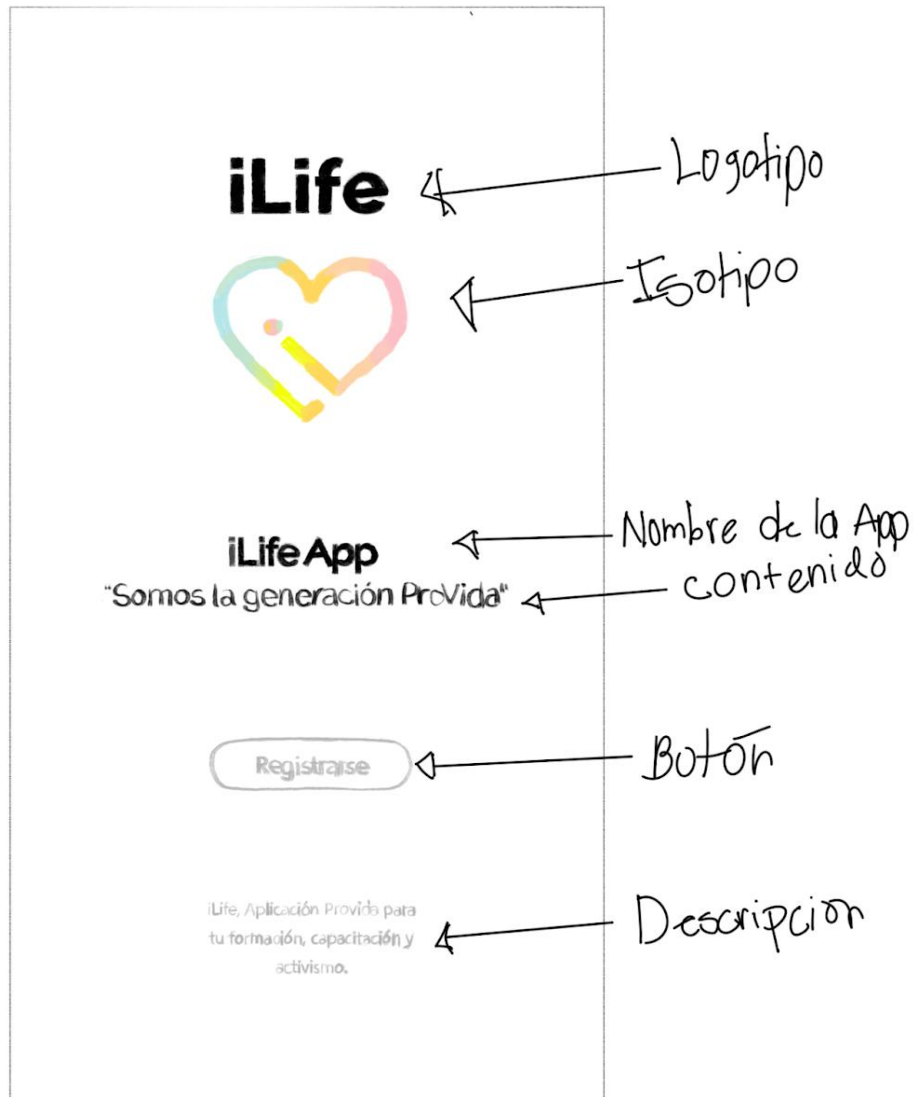 iLife
Logotipo
Isotipo
iLife App
Nombre de la App
"Somos la generación ProVida"
contenido
Registrarse
Botón
iLife, Aplicación Provida para
tu formación, capacitación y
activismo.
Descripcion